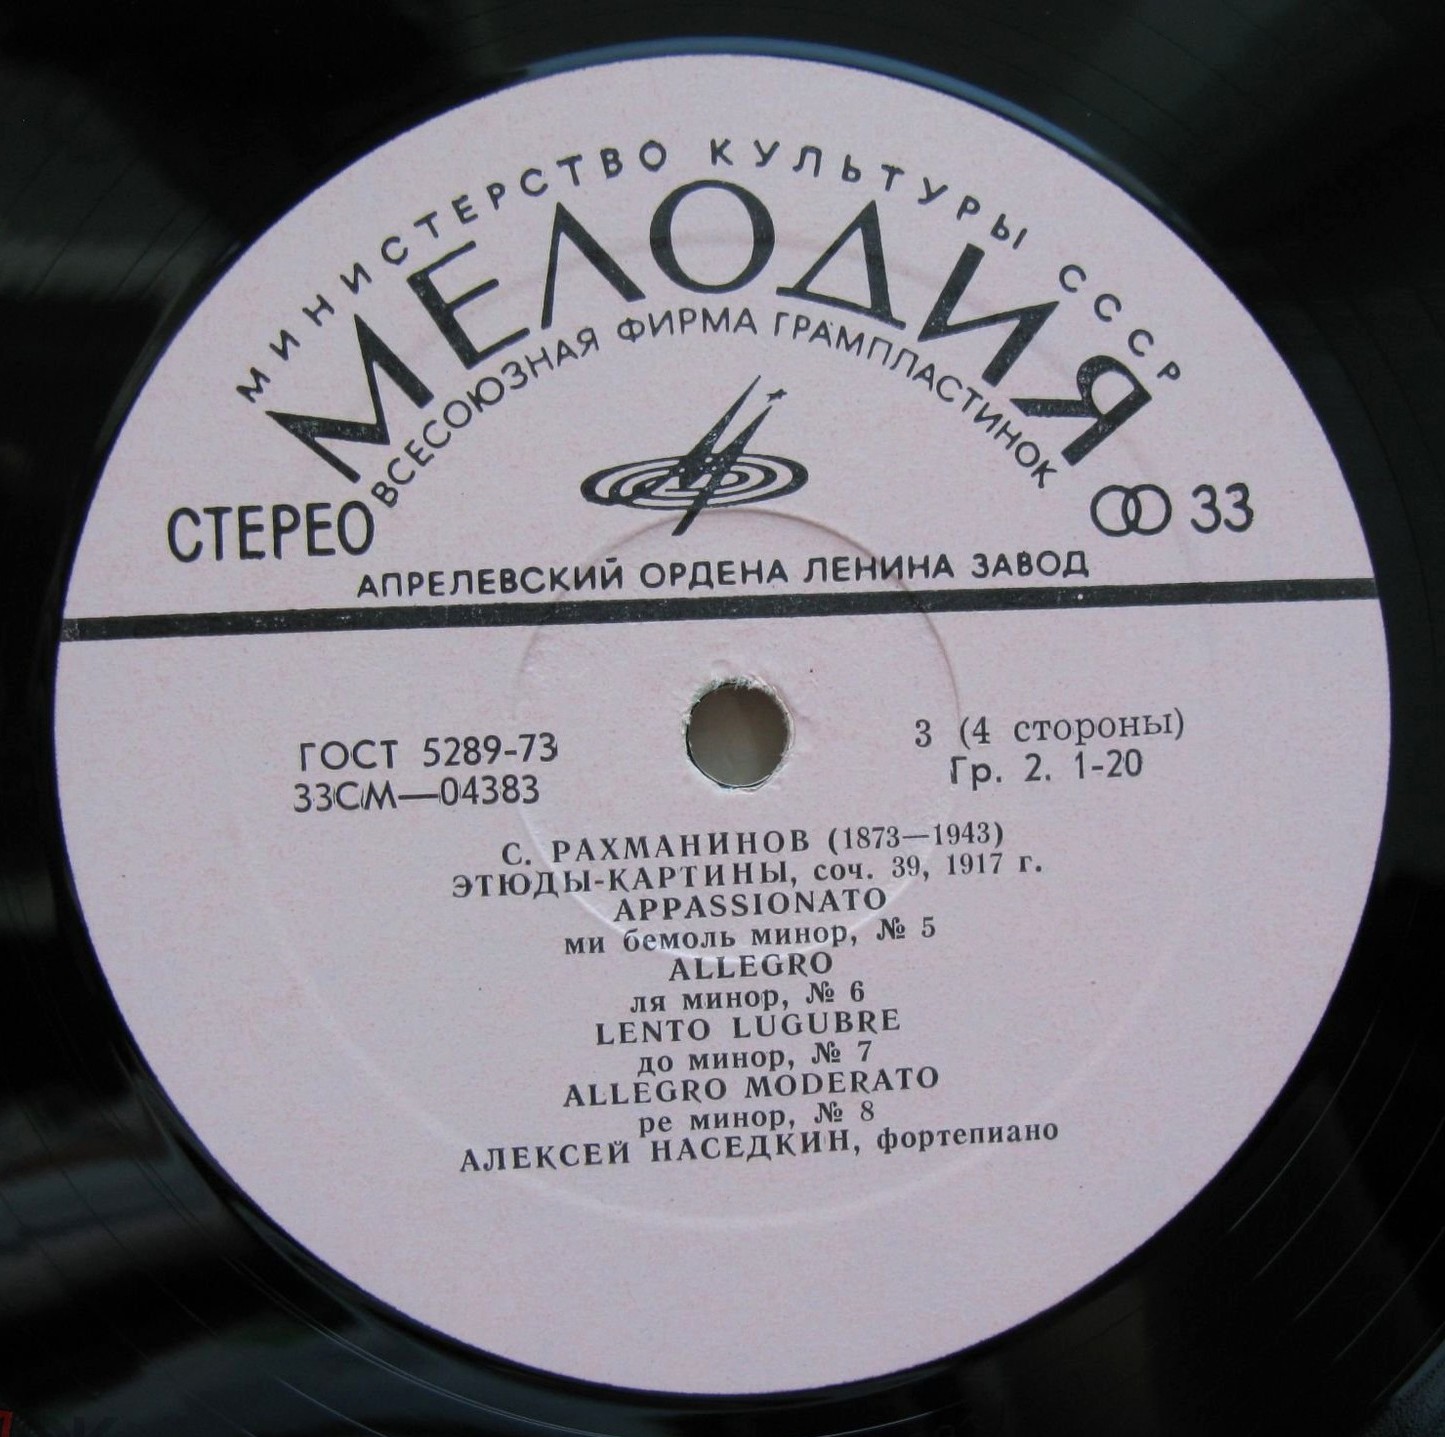 МИНИСТЕРСТВО КУЛЬТУРЫ СССР
МЕЛОДИЯ
ВСЕСОЮЗНАЯ ФИРМА ГРАМПЛАСТИНОК
СТЕРЕО
33
АПРЕЛЕВСКИЙ ОРДЕНА ЛЕНИНА ЗАВОД
ГОСТ 5289-73
33СМ—04383
3 (4 стороны)
Гр. 2. 1-20
С. РАХМАНИНОВ (1873—1943)
ЭТЮДЫ-КАРТИНЫ, соч. 39, 1917 г.
APPASSIONATO
ми бемоль минор, № 5
ALLEGRO
ля минор, № 6
LENTO LUGUBRE
до минор, № 7
ALLEGRO MODERATO
ре минор, № 8
АЛЕКСЕЙ НАСЕДКИН, фортепиано